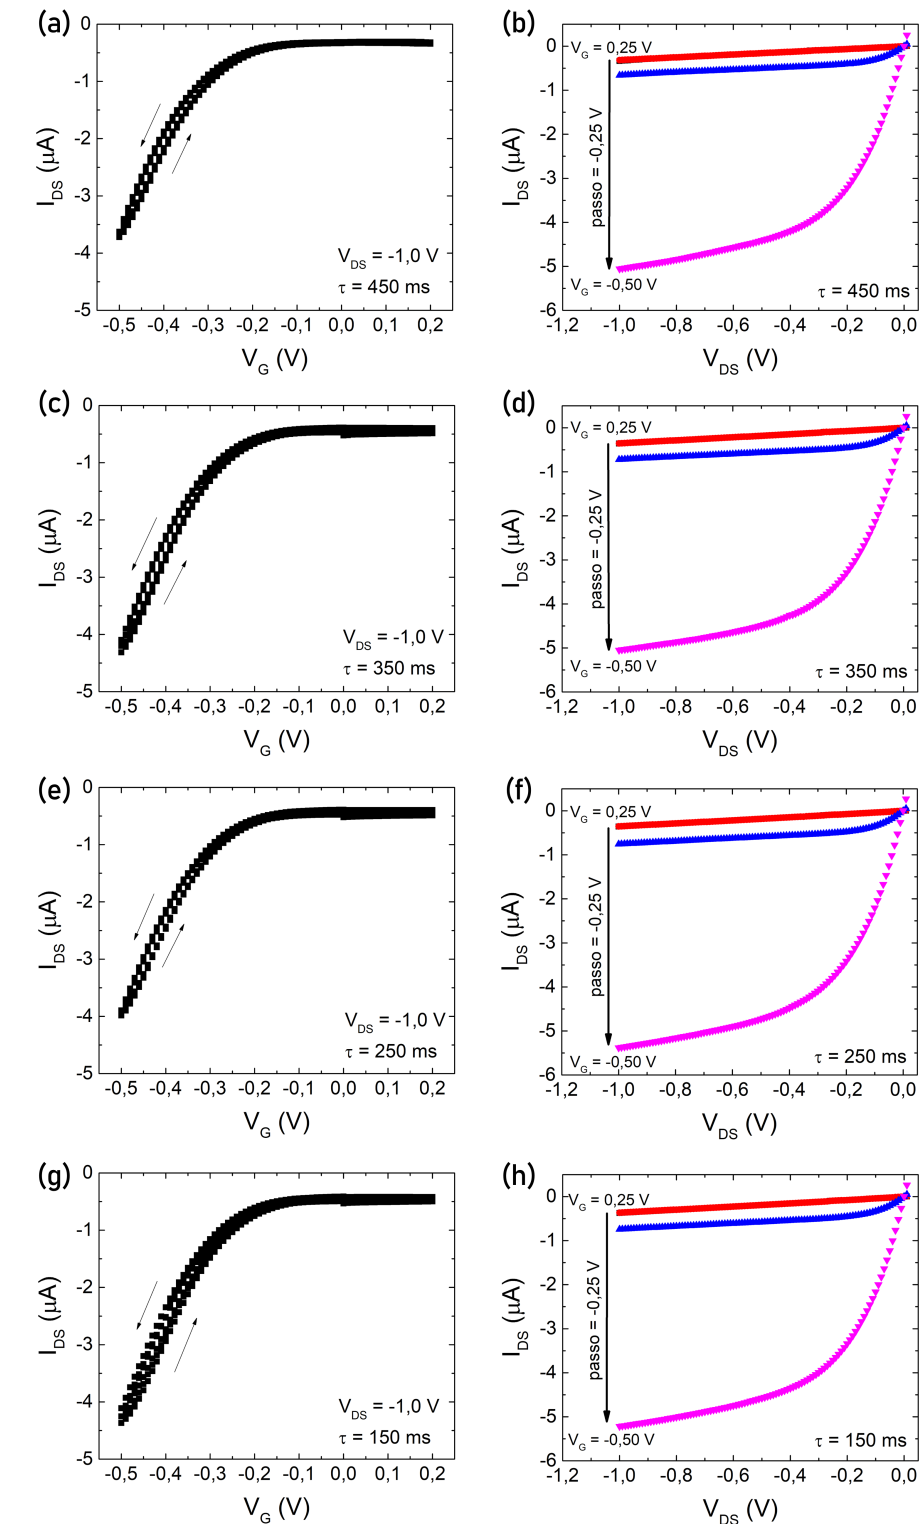 (a)
0
-1
-2
-3
-4
-5
I_DS (μA)
V_DS = -1,0 V
τ = 450 ms
-0,5 -0,4 -0,3 -0,2 -0,1 0,0 0,1 0,2
V_G (V)
(b)
0
-1
-2
-3
-4
-5
-6
I_DS (μA)
V_G = 0,25 V
passo = -0,25 V
V_G = -0,50 V
τ = 450 ms
-1,2 -1,0 -0,8 -0,6 -0,4 -0,2 0,0
V_DS (V)
(c)
0
-1
-2
-3
-4
-5
I_DS (μA)
V_DS = -1,0 V
τ = 350 ms
-0,5 -0,4 -0,3 -0,2 -0,1 0,0 0,1 0,2
V_G (V)
(d)
0
-1
-2
-3
-4
-5
-6
I_DS (μA)
V_G = 0,25 V
passo = -0,25 V
V_G = -0,50 V
τ = 350 ms
-1,2 -1,0 -0,8 -0,6 -0,4 -0,2 0,0
V_DS (V)
(e)
0
-1
-2
-3
-4
-5
I_DS (μA)
V_DS = -1,0 V
τ = 250 ms
-0,5 -0,4 -0,3 -0,2 -0,1 0,0 0,1 0,2
V_G (V)
(f)
0
-1
-2
-3
-4
-5
-6
I_DS (μA)
V_G = 0,25 V
passo = -0,25 V
V_G = -0,50 V
τ = 250 ms
-1,2 -1,0 -0,8 -0,6 -0,4 -0,2 0,0
V_DS (V)
(g)
0
-1
-2
-3
-4
-5
I_DS (μA)
V_DS = -1,0 V
τ = 150 ms
-0,5 -0,4 -0,3 -0,2 -0,1 0,0 0,1 0,2
V_G (V)
(h)
0
-1
-2
-3
-4
-5
-6
I_DS (μA)
V_G = 0,25 V
passo = -0,25 V
V_G = -0,50 V
τ = 150 ms
-1,2 -1,0 -0,8 -0,6 -0,4 -0,2 0,0
V_DS (V)